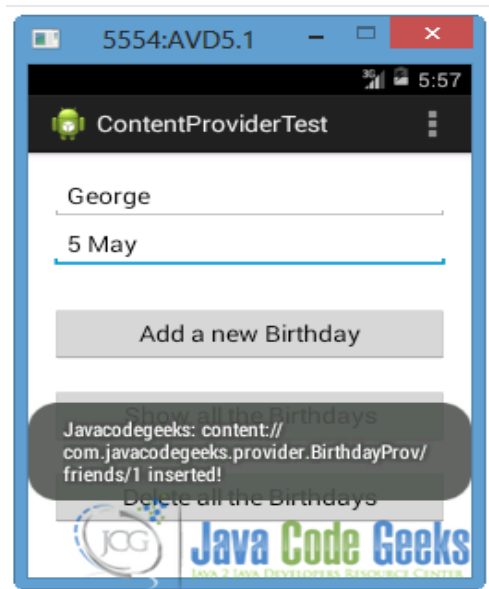 5554:AVD5.1
3G 5:57
ContentProviderTest
George
5 May
Add a new Birthday
Show all the Birthdays
Javacodegeeks: content://
com.javacodegeeks.provider.BirthdayProv/
friends/1 inserted!
Delete all the Birthdays
JCG
Java Code Geeks
JAVA 2 JAVA DEVELOPERS RESOURCE CENTER